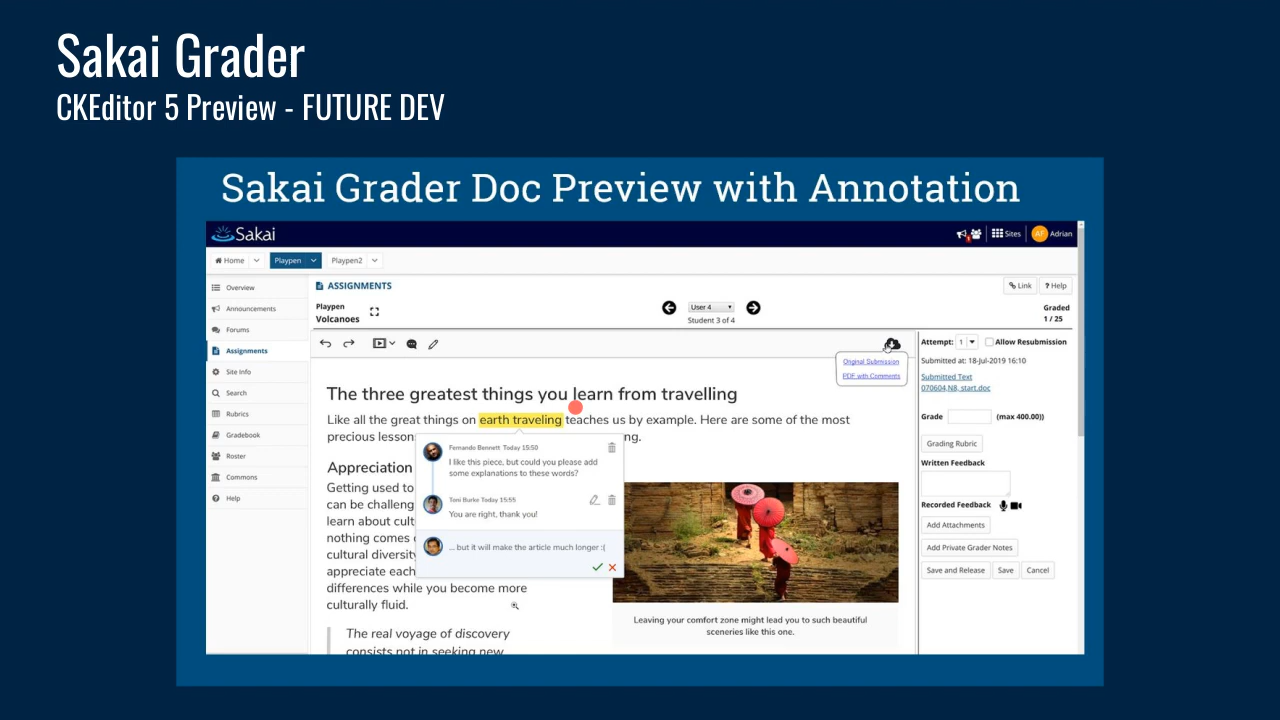 Sakai Grader
CKEditor 5 Preview - FUTURE DEV
Sakai Grader Doc Preview with Annotation
Sakai
1
Sites
AF
Adrian
Home
Playpen
Playpen2
Overview
Announcements
Forums
Assignments
Site Info
Search
Rubrics
Gradebook
Roster
Commons
Help
ASSIGNMENTS
Link
? Help
Playpen
Volcanoes
User 4
Student 3 of 4
Graded
1 / 25
Original Submission
PDF with Comments
The three greatest things you learn from travelling
Like all the great things on earth traveling teaches us by example. Here are some of the most
precious lesson
ng.
Appreciation
Getting used to
can be challeng
learn about cult
nothing comes
cultural diversity
appreciate each
differences while you become more
culturally fluid.
The real voyage of discovery
consists not in seeking new
Fernando Bennett Today 15:50
I like this piece, but could you please add
some explanations to these words?
Toni Burke Today 15:55
You are right, thank you!
... but it will make the article much longer :(
Leaving your comfort zone might lead you to such beautiful
sceneries like this one.
Attempt: 1
Allow Resubmission
Submitted at: 18-Jul-2019 16:10
Submitted Text
070604,N8, start.doc
Grade
(max 400.00))
Grading Rubric
Written Feedback
Recorded Feedback
Add Attachments
Add Private Grader Notes
Save and Release
Save
Cancel